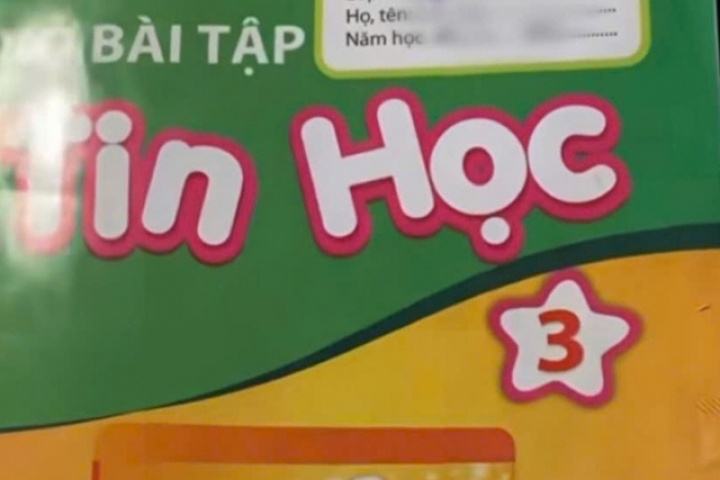 Họ, tên
Năm học
BÀI TẬP
Tin Học
3